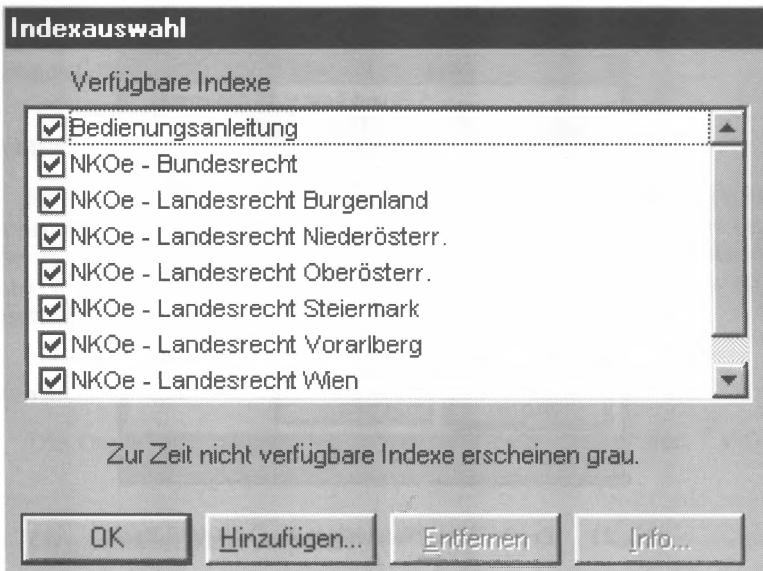 Indexauswahl
Verfügbare Indexe
Bedienungsanleitung
NKOe - Bundesrecht
NKOe - Landesrecht Burgenland
NKOe - Landesrecht Niederösterr.
NKOe - Landesrecht Oberösterr.
NKOe - Landesrecht Steiermark
NKOe - Landesrecht Vorarlberg
NKOe - Landesrecht Wien
Zur Zeit nicht verfügbare Indexe erscheinen grau.
OK Hinzufügen... Entfernen Info...